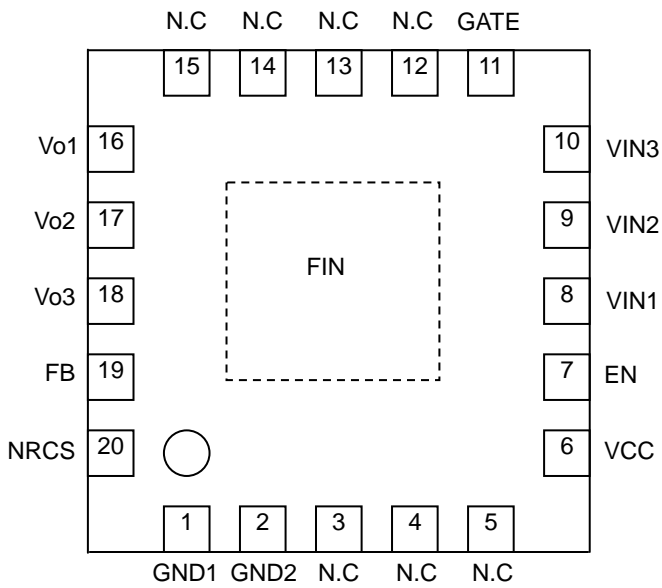 N.C N.C N.C N.C GATE
15 14 13 12 11
Vo1 16 10 VIN3
Vo2 17 9 VIN2
FIN
Vo3 18 8 VIN1
FB 19 7 EN
NRCS 20 6 VCC
1 2 3 4 5
GND1 GND2 N.C N.C N.C